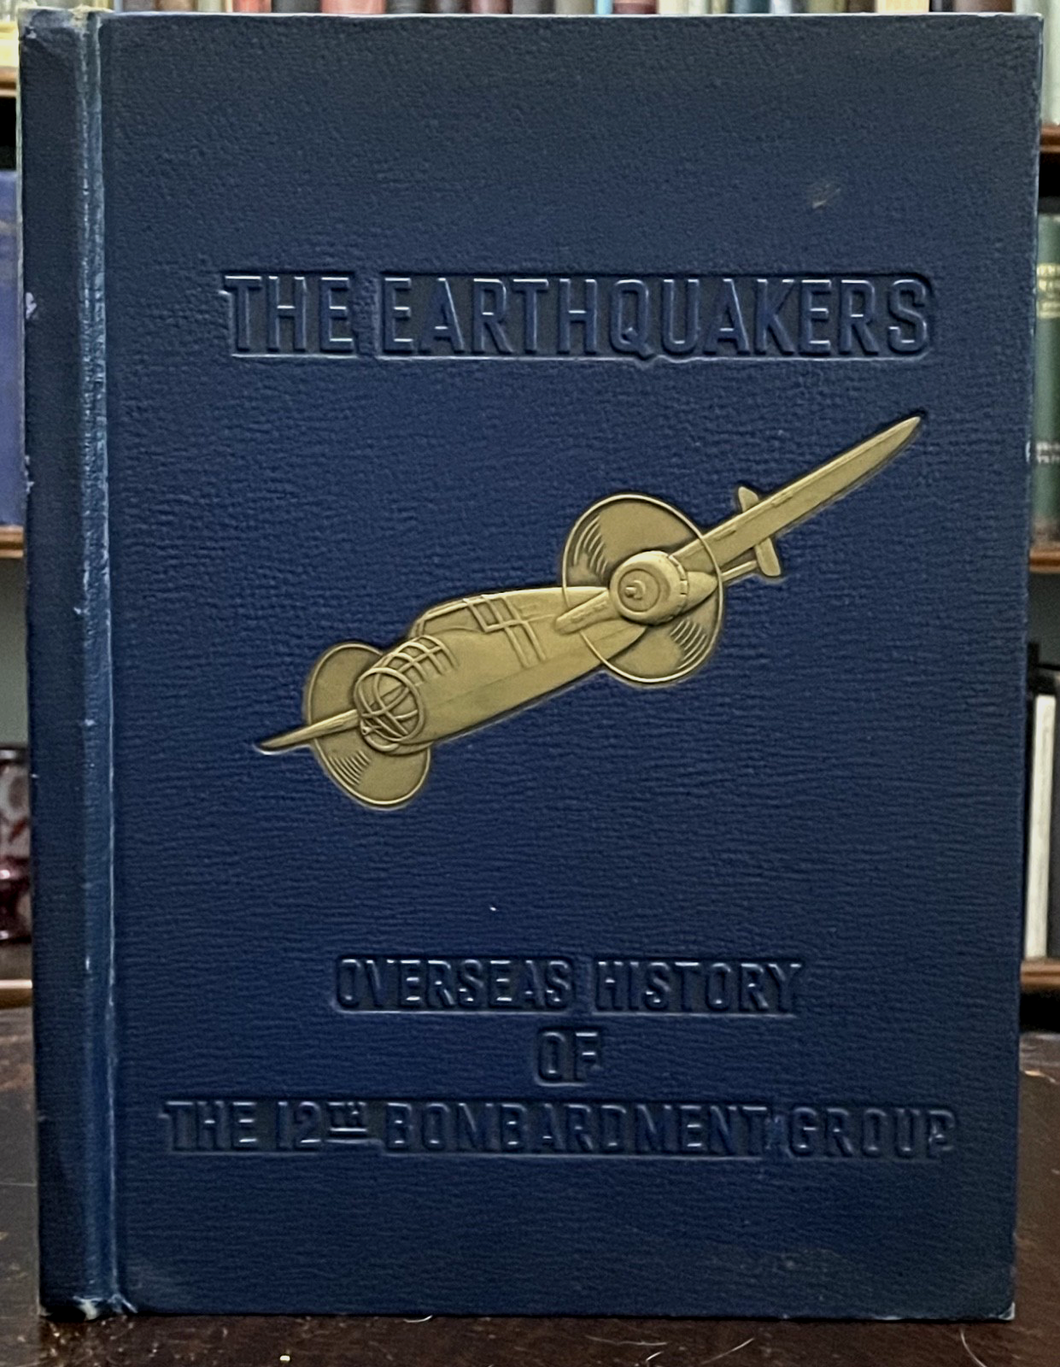 THE EARTHQUAKERS
OVERSEAS HISTORY
OF
THE 12TH BOMBARDMENT GROUP